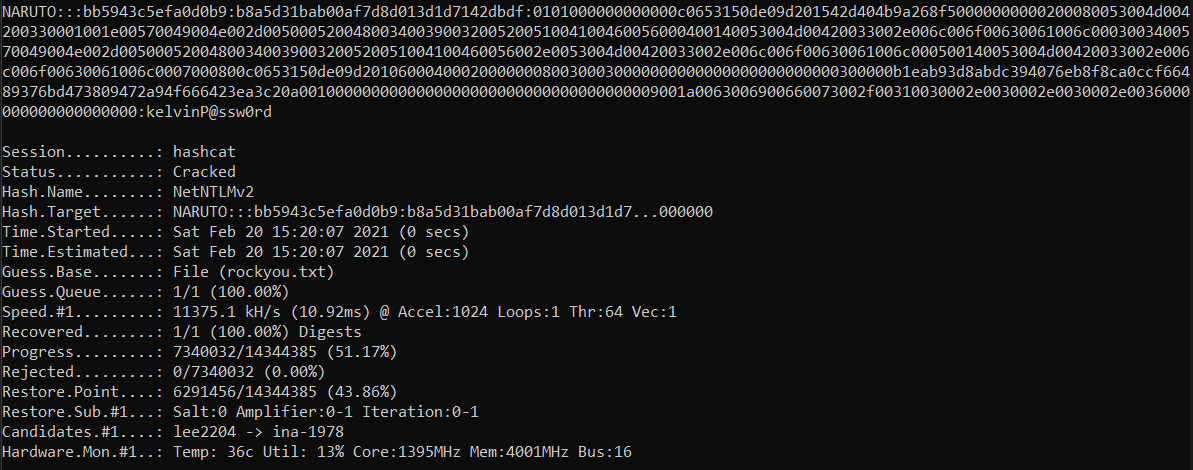 NARUTO:::bb5943c5efa0d0b9:b8a5d31bab00af7d8d013d1d7142dbdf:0101000000000000c0653150de09d201542d404b9a268f50000000000200080053004d004
200330001001e00570049004e002d00500052004800340039003200520051004100460056000400140053004d00420033002e006c006f00630061006c00030034005
70049004e002d00500052004800340039003200520051004100460056002e0053004d00420033002e006c006f00630061006c000500140053004d00420033002e006
c006f00630061006c0007000800c0653150de09d20106000400020000000800300030000000000000000000000000300000b1eab93d8abdc394076eb8f8ca0ccf664
89376bd473809472a94f666423ea3c20a001000000000000000000000000000000000000009001a0063006900660073002f00310030002e0030002e0030002e0036000
000000000000000:kelvinP@ssw0rd
Session..........: hashcat
Status...........: Cracked
Hash.Name........: NetNTLMv2
Hash.Target......: NARUTO:::bb5943c5efa0d0b9:b8a5d31bab00af7d8d013d1d7...000000
Time.Started.....: Sat Feb 20 15:20:07 2021 (0 secs)
Time.Estimated...: Sat Feb 20 15:20:07 2021 (0 secs)
Guess.Base.......: File (rockyou.txt)
Guess.Queue......: 1/1 (100.00%)
Speed.#1.........: 11375.1 kH/s (10.92ms) @ Accel:1024 Loops:1 Thr:64 Vec:1
Recovered........: 1/1 (100.00%) Digests
Progress.........: 7340032/14344385 (51.17%)
Rejected.........: 0/7340032 (0.00%)
Restore.Point....: 6291456/14344385 (43.86%)
Restore.Sub.#1...: Salt:0 Amplifier:0-1 Iteration:0-1
Candidates.#1....: lee2204 -> ina-1978
Hardware.Mon.#1..: Temp: 36c Util: 13% Core:1395MHz Mem:4001MHz Bus:16